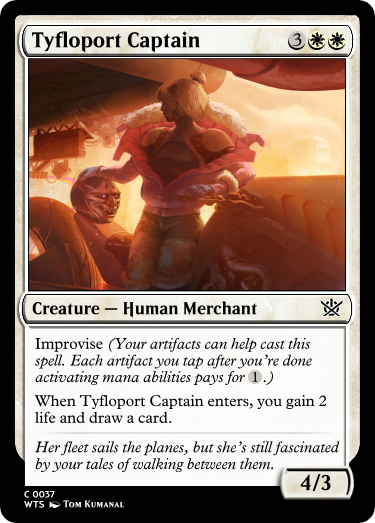 Tyfloport Captain 3
Creature — Human Merchant
Improvise (Your artifacts can help cast this
spell. Each artifact you tap after you're done
activating mana abilities pays for 1.)
When Tyfloport Captain enters, you gain 2
life and draw a card.
Her fleet sails the planes, but she's still fascinated
by your tales of walking between them.
4/3
C 0037
WTS Tom Kumanal